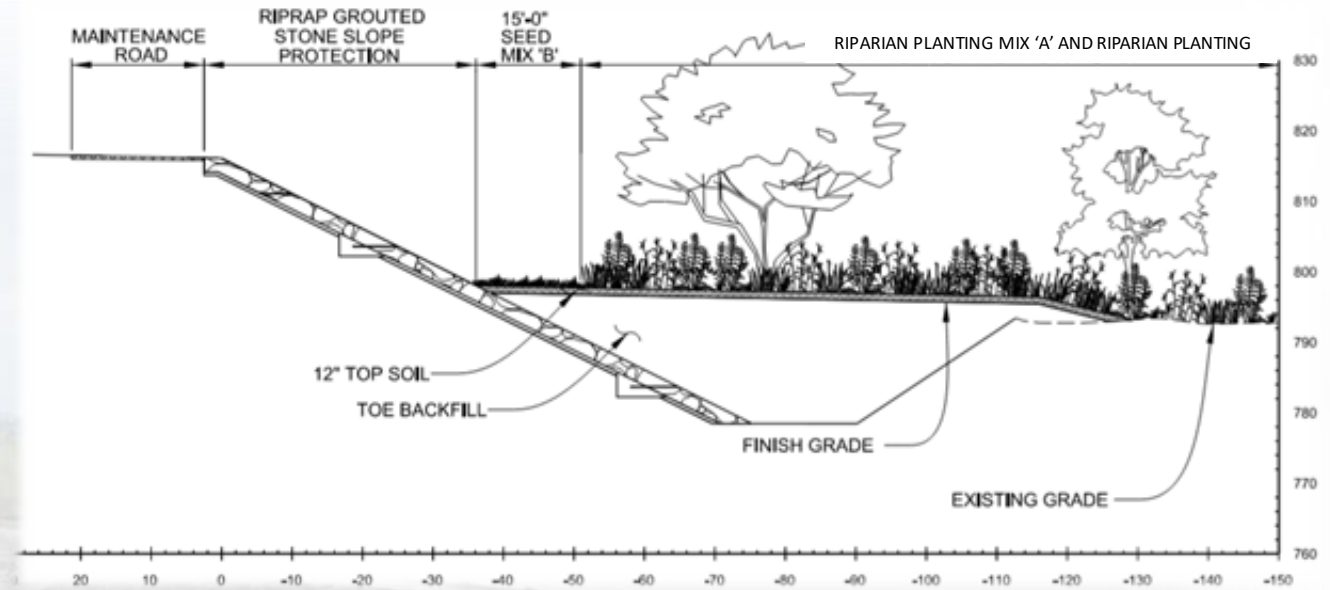 MAINTENANCE
ROAD
RIPRAP GROUTED
STONE SLOPE
PROTECTION
15'-0"
SEED
MIX 'B'
RIPARIAN PLANTING MIX ‘A’ AND RIPARIAN PLANTING
830
820
810
800
790
780
770
760
12" TOP SOIL
TOE BACKFILL
FINISH GRADE
EXISTING GRADE
20 10 0 -10 -20 -30 -40 -50 -60 -70 -80 -90 -100 -110 -120 -130 -140 -150